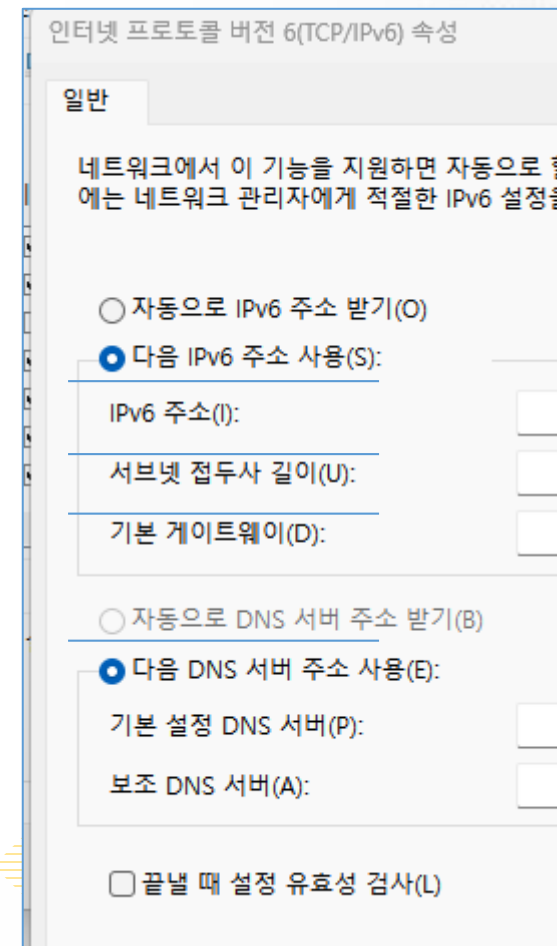 인터넷 프로토콜 버전 6(TCP/IPv6) 속성
일반
네트워크에서 이 기능을 지원하면 자동으로
에는 네트워크 관리자에게 적절한 IPv6 설정을
자동으로 IPv6 주소 받기(O)
다음 IPv6 주소 사용(S):
IPv6 주소(I):
서브넷 접두사 길이(U):
기본 게이트웨이(D):
자동으로 DNS 서버 주소 받기(B)
다음 DNS 서버 주소 사용(E):
기본 설정 DNS 서버(P):
보조 DNS 서버(A):
끝낼 때 설정 유효성 검사(L)